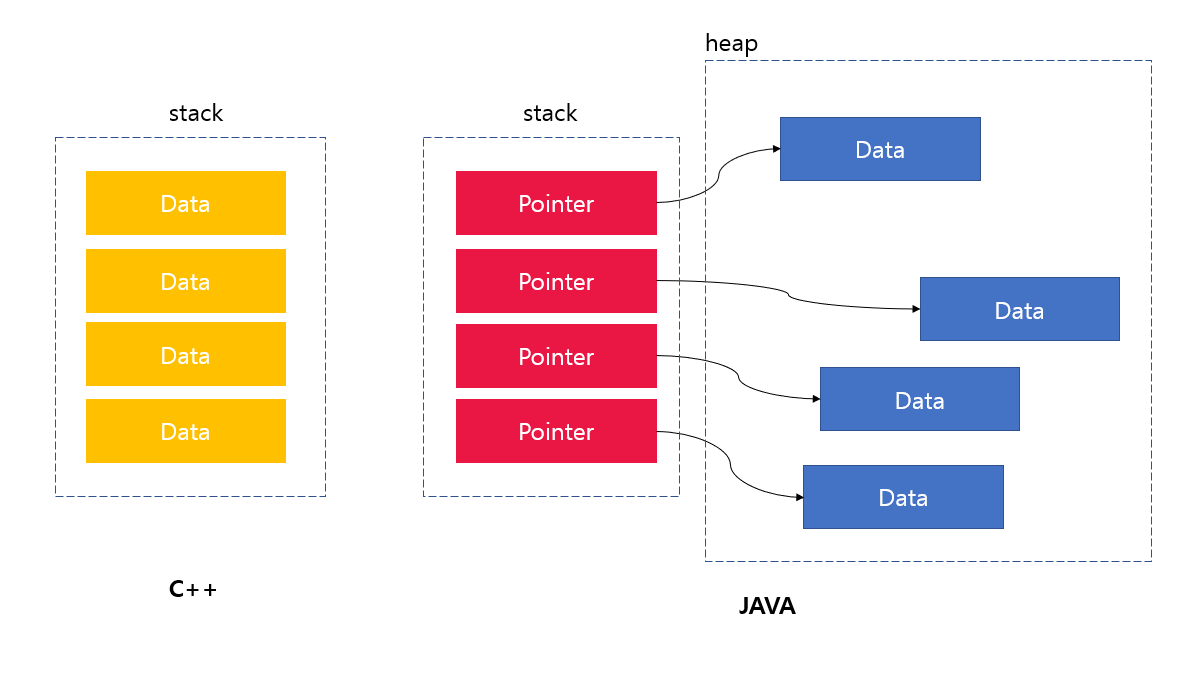 heap
stack
stack
Data
Data
Data
Data
Pointer
Pointer
Pointer
Pointer
Data
Data
Data
Data
C++
JAVA